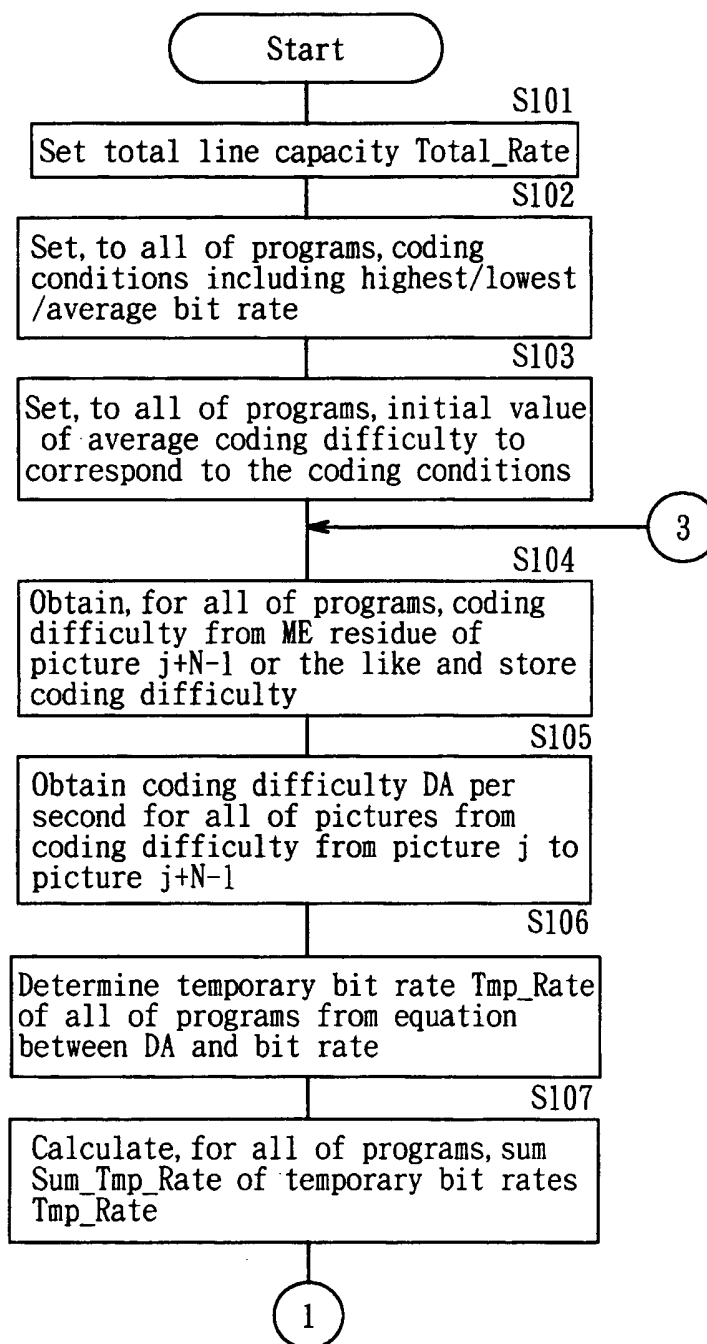 Start
S101
Set total line capacity Total_Rate
S102
Set, to all of programs, coding
conditions including highest/lowest
/average bit rate
S103
Set, to all of programs, initial value
of average coding difficulty to
correspond to the coding conditions
3
S104
Obtain, for all of programs, coding
difficulty from ME residue of
picture j+N-1 or the like and store
coding difficulty
S105
Obtain coding difficulty DA per
second for all of pictures from
coding difficulty from picture j to
picture j+N-1
S106
Determine temporary bit rate Tmp_Rate
of all of programs from equation
between DA and bit rate
S107
Calculate, for all of programs, sum
Sum_Tmp_Rate of temporary bit rates
Tmp_Rate
1